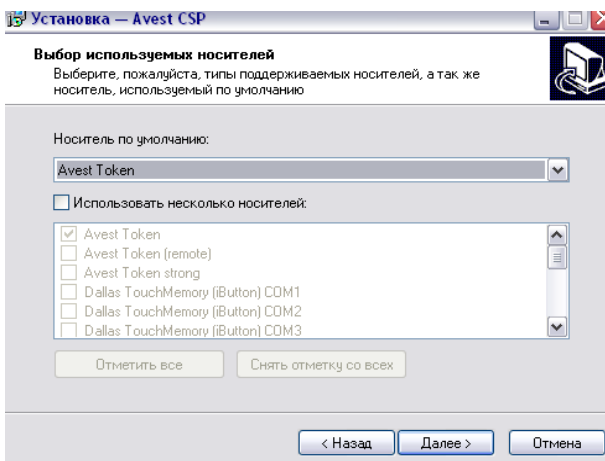 Установка — Avest CSP
Выбор используемых носителей
Выберите, пожалуйста, типы поддерживаемых носителей, а так же
носитель, используемый по умолчанию
Носитель по умолчанию:
Avest Token
Использовать несколько носителей:
Avest Token
Avest Token (remote)
Avest Token strong
Dallas TouchMemory (iButton) COM1
Dallas TouchMemory (iButton) COM2
Dallas TouchMemory (iButton) COM3
Отметить все
Снять отметку со всех
< Назад
Далее >
Отмена